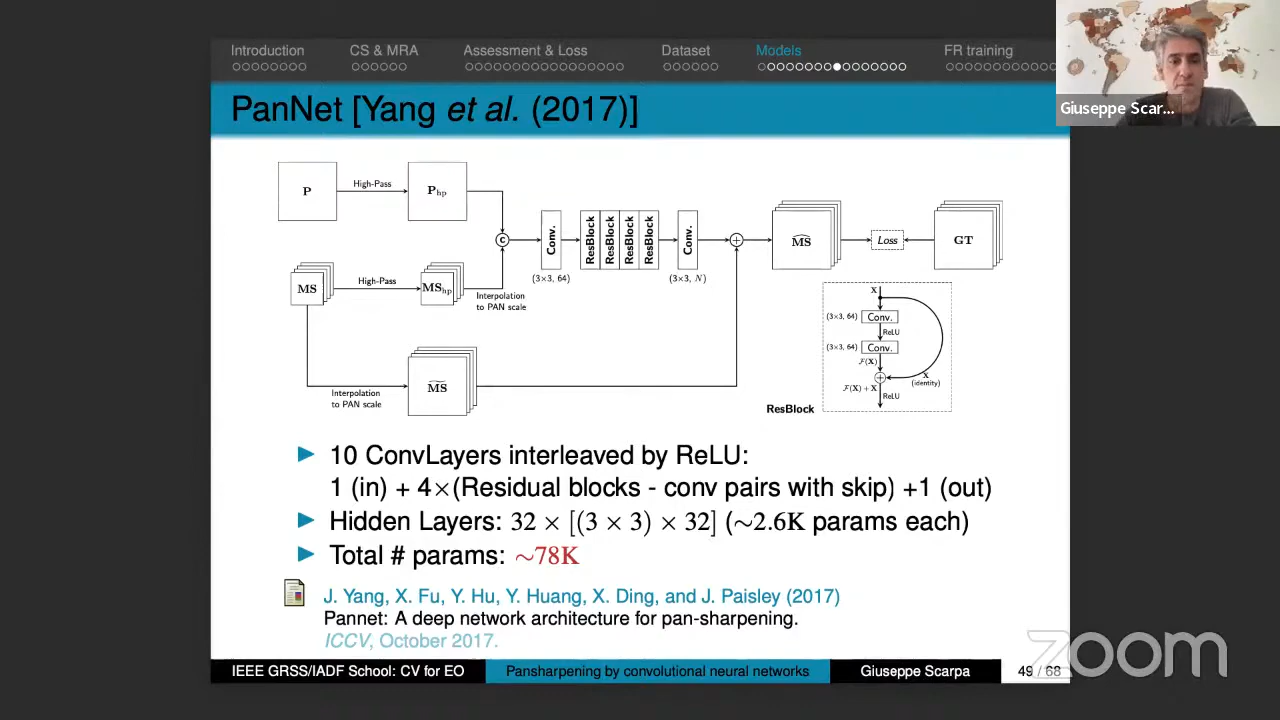 Introduction CS & MRA Assessment & Loss Dataset Models FR training
Giuseppe Scar...
PanNet [Yang et al. (2017)]
P
High-Pass
P_hp
MS
High-Pass
MS_hp
Interpolation
to PAN scale
C
Conv.
(3×3, 64)
ResBlock
ResBlock
ResBlock
ResBlock
Conv.
(3×3, N)
+
M̂S
Loss
GT
Interpolation
to PAN scale
M̃S
X
(3×3, 64) Conv.
ReLU
(3×3, 64) Conv.
F(X)
+
X
(identity)
F(X) + X
ReLU
ResBlock
10 ConvLayers interleaved by ReLU:
1 (in) + 4×(Residual blocks - conv pairs with skip) +1 (out)
Hidden Layers: 32 × [(3 × 3) × 32] (∼2.6K params each)
Total # params: ∼78K
J. Yang, X. Fu, Y. Hu, Y. Huang, X. Ding, and J. Paisley (2017)
Pannet: A deep network architecture for pan-sharpening.
ICCV, October 2017.
IEEE GRSS/IADF School: CV for EO Pansharpening by convolutional neural networks Giuseppe Scarpa 49 / 68
zoom